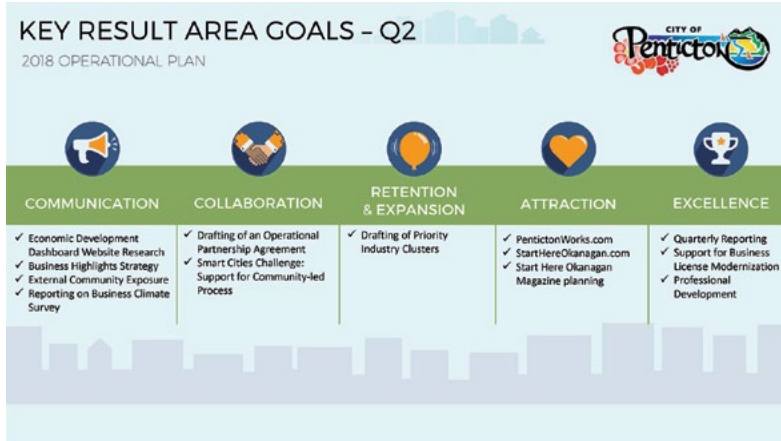 KEY RESULT AREA GOALS – Q2
2018 OPERATIONAL PLAN
CITY OF
Penticton
COMMUNICATION
✓ Economic Development
Dashboard Website Research
✓ Business Highlights Strategy
✓ External Community Exposure
✓ Reporting on Business Climate
Survey
COLLABORATION
✓ Drafting of an Operational
Partnership Agreement
✓ Smart Cities Challenge:
Support for Community-led
Process
RETENTION
& EXPANSION
✓ Drafting of Priority
Industry Clusters
ATTRACTION
✓ PentictonWorks.com
✓ StartHereOkanagan.com
✓ Start Here Okanagan
Magazine planning
EXCELLENCE
✓ Quarterly Reporting
✓ Support for Business
License Modernization
✓ Professional
Development